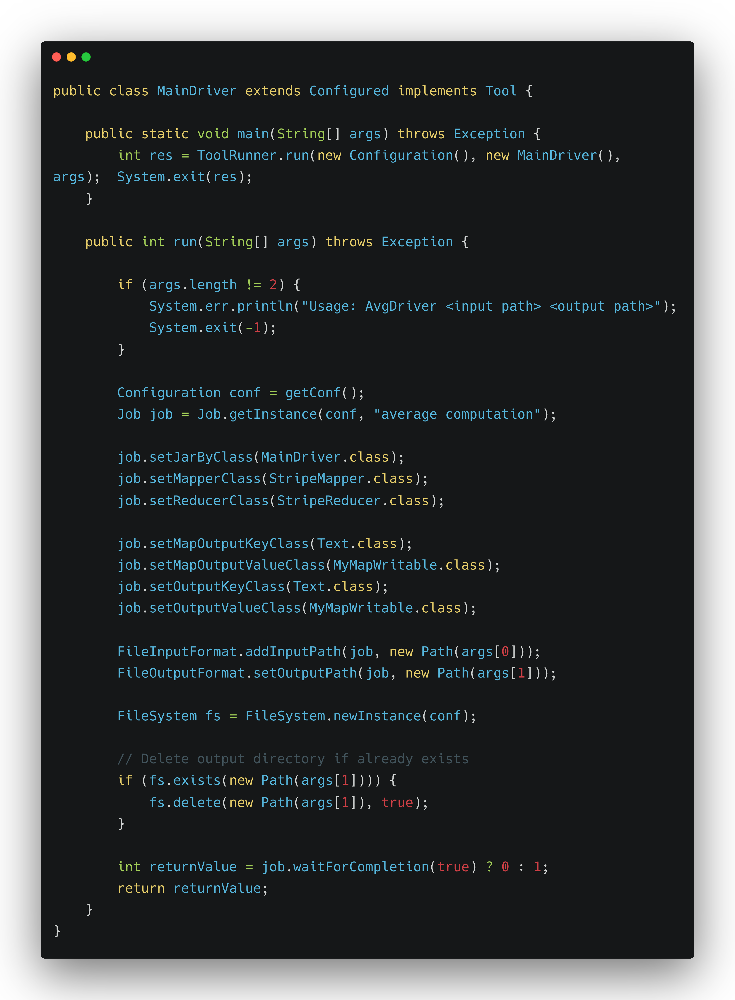 public class MainDriver extends Configured implements Tool {
    public static void main(String[] args) throws Exception {
        int res = ToolRunner.run(new Configuration(), new MainDriver(),
args);  System.exit(res);
    }
    public int run(String[] args) throws Exception {
        if (args.length != 2) {
            System.err.println("Usage: AvgDriver <input path> <output path>");
            System.exit(-1);
        }
        Configuration conf = getConf();
        Job job = Job.getInstance(conf, "average computation");
        job.setJarByClass(MainDriver.class);
        job.setMapperClass(StripeMapper.class);
        job.setReducerClass(StripeReducer.class);
        job.setMapOutputKeyClass(Text.class);
        job.setMapOutputValueClass(MyMapWritable.class);
        job.setOutputKeyClass(Text.class);
        job.setOutputValueClass(MyMapWritable.class);
        FileInputFormat.addInputPath(job, new Path(args[0]));
        FileOutputFormat.setOutputPath(job, new Path(args[1]));
        FileSystem fs = FileSystem.newInstance(conf);
        // Delete output directory if already exists
        if (fs.exists(new Path(args[1]))) {
            fs.delete(new Path(args[1]), true);
        }
        int returnValue = job.waitForCompletion(true) ? 0 : 1;
        return returnValue;
    }
}